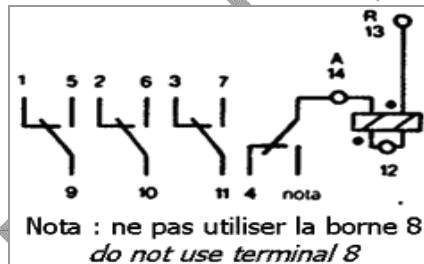 R
13
A
14
1 5 2 6 3 7
12
9 10 11 4 nota
Nota : ne pas utiliser la borne 8
do not use terminal 8